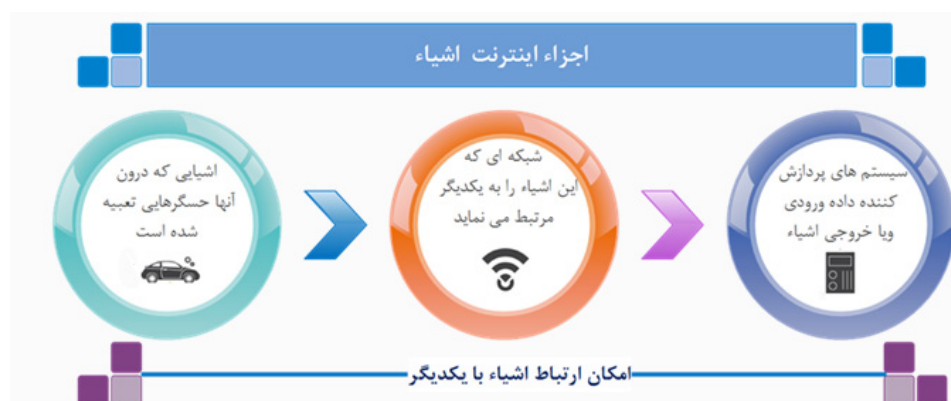 اجزاء اینترنت اشیاء
اشیایی که درون
آنها حسگرهایی تعبیه
شده است
شبکه ای که
این اشیاء را به یکدیگر
مرتبط می نماید
سیستم های پردازش
کننده داده ورودی
ویا خروجی اشیاء
امکان ارتباط اشیاء با یکدیگر